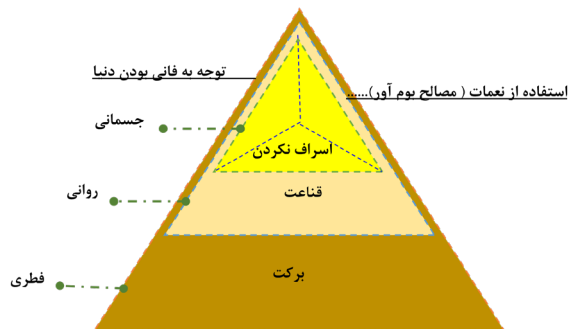 توجه به فانی بودن دنیا
استفاده از نعمات ( مصالح بوم آور)......
جسمانی
اسراف نکردن
روانی
قناعت
فطری
برکت